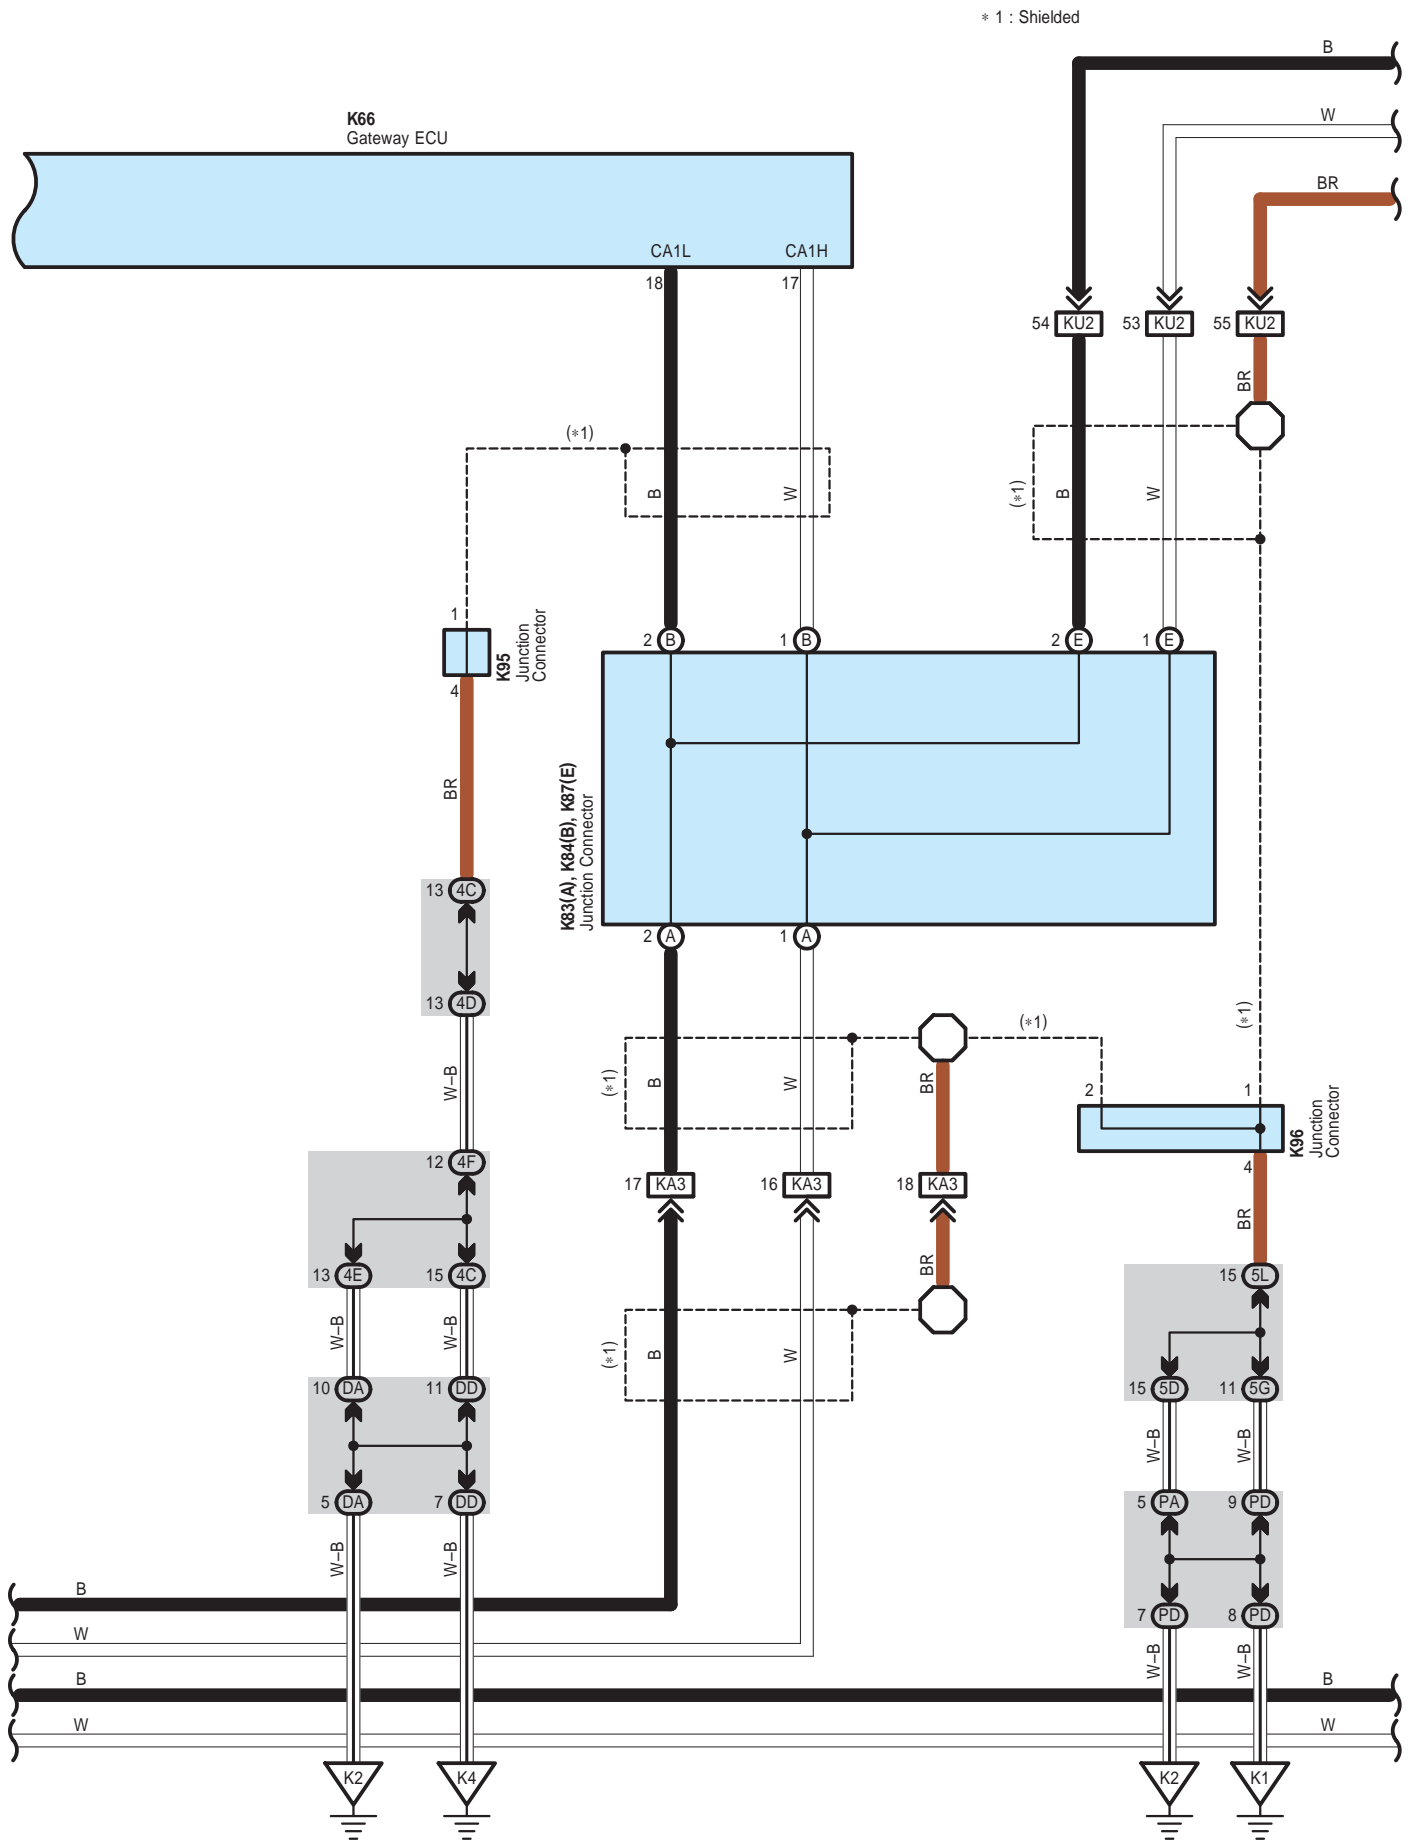 ∗ 1 : Shielded
B
W
BR
K66
Gateway ECU
CA1L CA1H
18 17
54 KU2 53 KU2 55 KU2
BR
(∗1)
B W
(∗1) B W
1
K95
Junction
Connector
4
2 B 1 B 2 E 1 E
BR
K83(A), K84(B), K87(E)
Junction Connector
13 4C
2 A 1 A
13 4D
(∗1)
(∗1)
W–B
(∗1) B W BR
2 1
K96
Junction
Connector
4
12 4F
17 KA3 16 KA3 18 KA3
BR
BR
13 4E 15 4C
15 5L
W–B W–B
(∗1) B W
10 DA 11 DD
15 5D 11 5G
W–B W–B
5 DA 7 DD
5 PA 9 PD
W–B W–B
B
7 PD 8 PD
W
W–B W–B
B B
W W
K2 K4 K2 K1